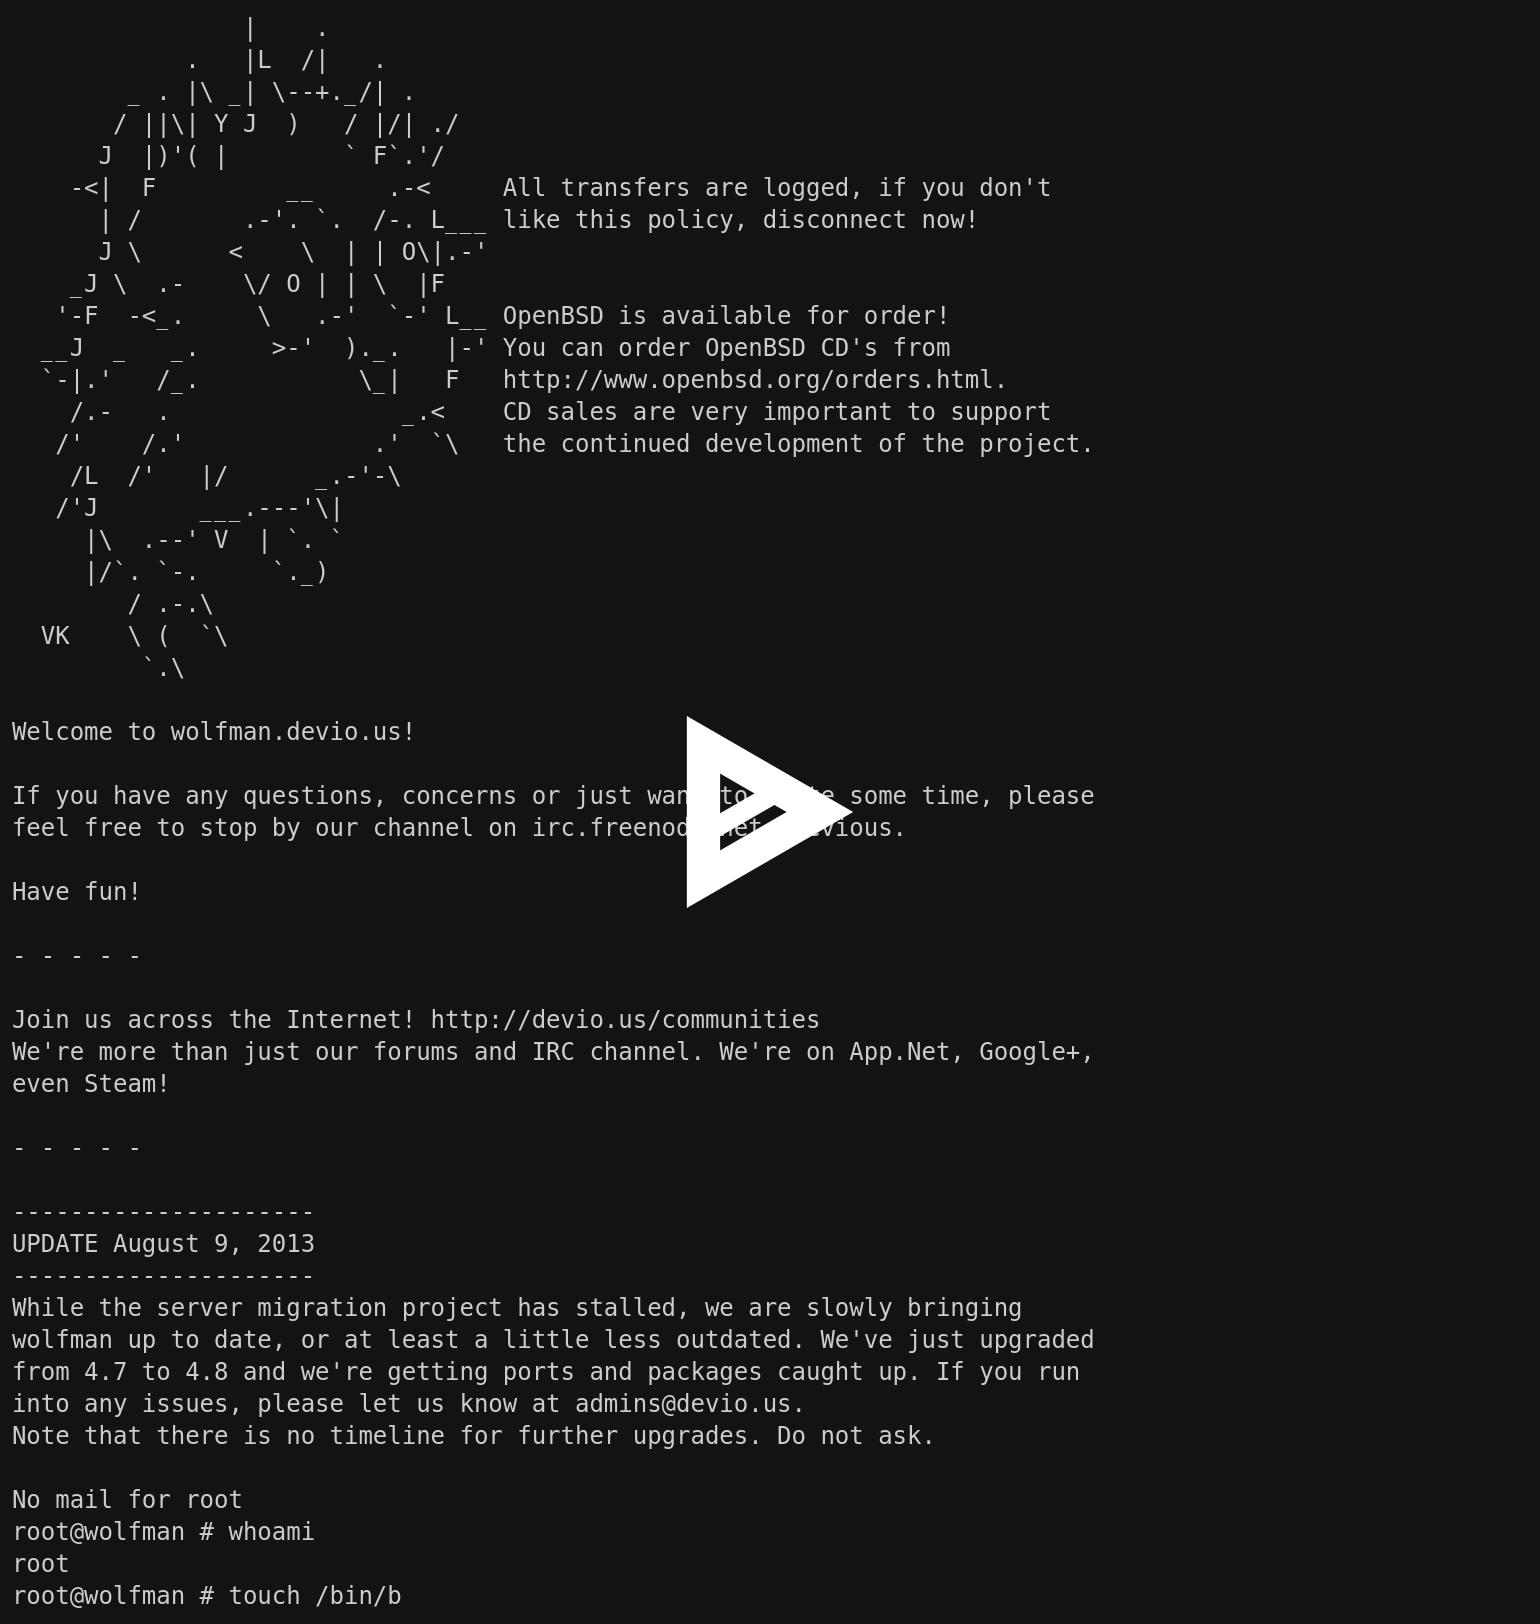 |    .
            .   |L  /|   .
        _ . |\ _| \--+._/| .
       / ||\| Y J  )   / |/| ./
      J  |)'( |        ` F`.'/
    -<|  F         __     .-<     All transfers are logged, if you don't
      | /       .-'. `.  /-. L___ like this policy, disconnect now!
      J \      <    \  | | O\|.-'
    _J \  .-    \/ O | | \  |F
   '-F  -<_.     \   .-'  `-' L__ OpenBSD is available for order!
  __J  _   _.     >-'  )._.   |-' You can order OpenBSD CD's from
  `-|.'   /_.           \_|   F   http://www.openbsd.org/orders.html.
    /.-   .                _.<    CD sales are very important to support
   /'    /.'             .'  `\   the continued development of the project.
    /L  /'   |/      _.-'-\
   /'J       ___.---'\|
     |\  .--' V  | `. `
     |/`. `-.     `._)
        / .-.\
  VK    \ (  `\
         `.\
Welcome to wolfman.devio.us!
If you have any questions, concerns or just to some time, please
feel free to stop by our channel on
Have fun!
- - - - -
Join us across the Internet! http://devio.us/communities
We're more than just our forums and IRC channel. We're on App.Net, Google+,
even Steam!
- - - - -
---------------------
UPDATE August 9, 2013
---------------------
While the server migration project has stalled, we are slowly bringing
wolfman up to date, or at least a little less outdated. We've just upgraded
from 4.7 to 4.8 and we're getting ports and packages caught up. If you run
into any issues, please let us know at admins@devio.us.
Note that there is no timeline for further upgrades. Do not ask.
No mail for root
root@wolfman # whoami
root
root@wolfman # touch /bin/b